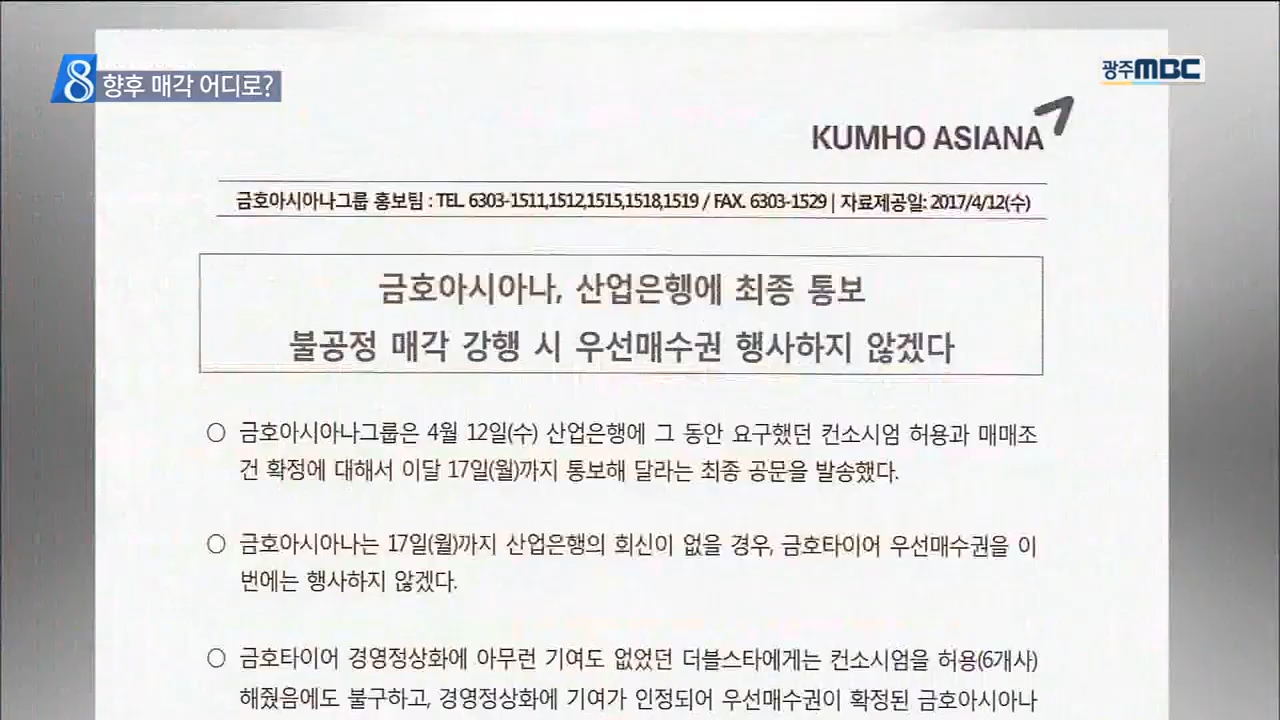 8 향후 매각 어디로?
광주MBC
KUMHO ASIANA
금호아시아나그룹 홍보팀 : TEL 6303-1511,1512,1515,1518,1519 / FAX. 6303-1529 | 자료제공일: 2017/4/12(수)
금호아시아나, 산업은행에 최종 통보
불공정 매각 강행 시 우선매수권 행사하지 않겠다
○ 금호아시아나그룹은 4월 12일(수) 산업은행에 그 동안 요구했던 컨소시엄 허용과 매매조
건 확정에 대해서 이달 17일(월)까지 통보해 달라는 최종 공문을 발송했다.
○ 금호아시아나는 17일(월)까지 산업은행의 회신이 없을 경우, 금호타이어 우선매수권을 이
번에는 행사하지 않겠다.
○ 금호타이어 경영정상화에 아무런 기여도 없었던 더블스타에게는 컨소시엄을 허용(6개사)
해줬음에도 불구하고, 경영정상화에 기여가 인정되어 우선매수권이 확정된 금호아시아나